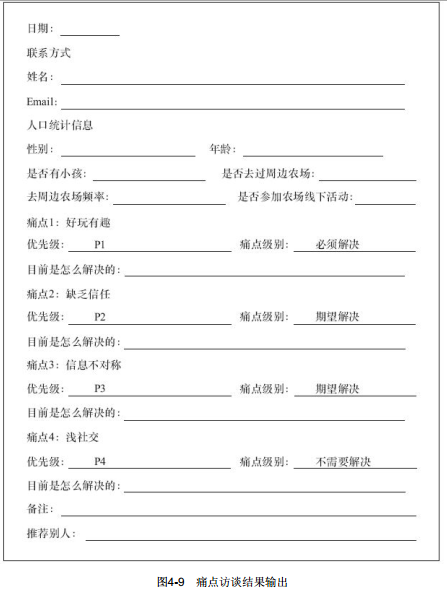 日期：
联系方式
姓名：
Email:
人口统计信息
性别： 年龄：
是否有小孩： 是否去过周边农场：
去周边农场频率： 是否参加农场线下活动：
痛点1：好玩有趣
优先级： P1 痛点级别： 必须解决
目前是怎么解决的：
痛点2：缺乏信任
优先级： P2 痛点级别： 期望解决
目前是怎么解决的：
痛点3：信息不对称
优先级： P3 痛点级别： 期望解决
目前是怎么解决的：
痛点4：浅社交
优先级： P4 痛点级别： 不需要解决
目前是怎么解决的：
备注：
推荐别人：
图4-9 痛点访谈结果输出